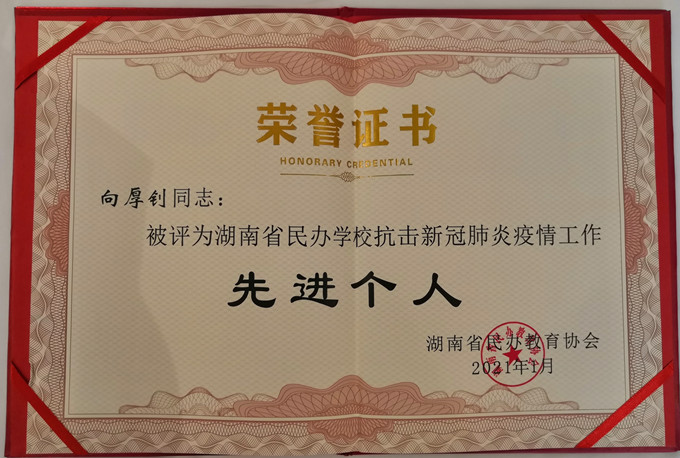 荣誉证书
HONORARY CREDENTIAL
向厚钊同志：
被评为湖南省民办学校抗击新冠肺炎疫情工作
先进个人
湖南省民办教育协会
2021年1月